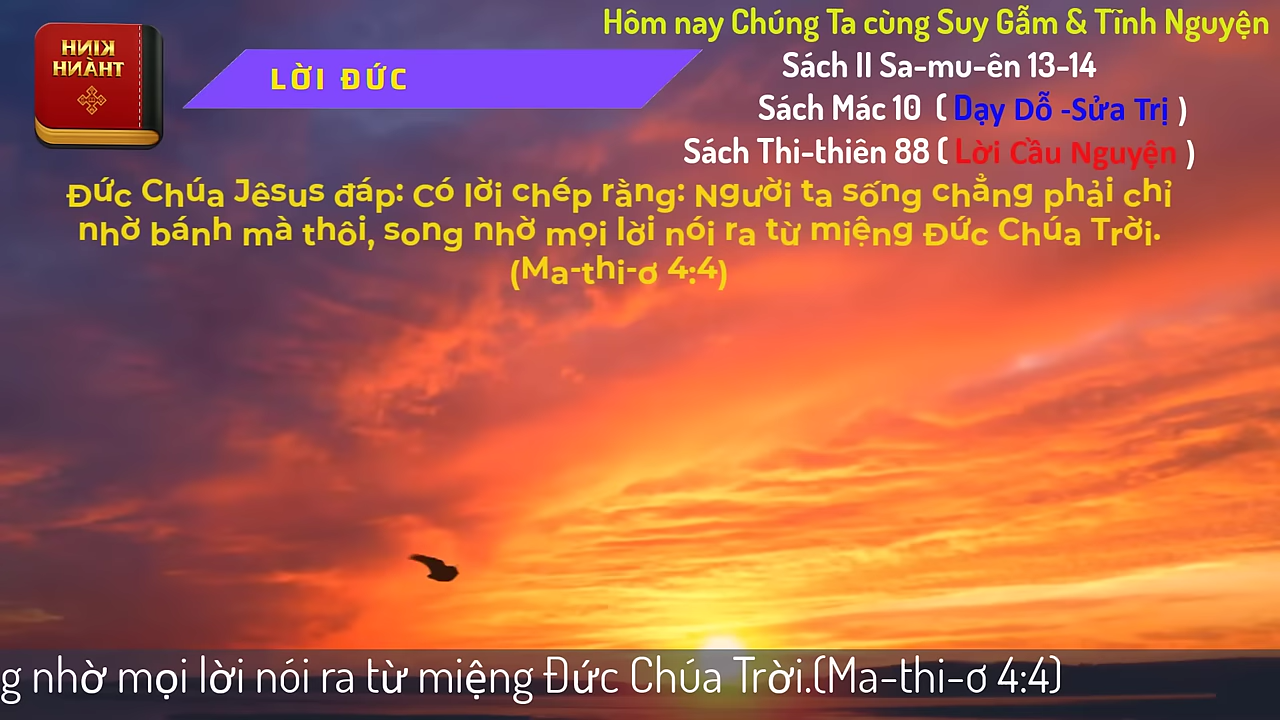 KINH
THÀNH
LỜI ĐỨC
Hôm nay Chúng Ta cùng Suy Gẫm & Tĩnh Nguyện
Sách II Sa-mu-ên 13-14
Sách Mác 10 ( Dạy Dỗ -Sửa Trị )
Sách Thi-thiên 88 ( Lời Cầu Nguyện )
Đức Chúa Jêsus đáp: Có lời chép rằng: Người ta sống chẳng phải chỉ
nhờ bánh mà thôi, song nhờ mọi lời nói ra từ miệng Đức Chúa Trời.
(Ma-thi-ơ 4:4)
g nhờ mọi lời nói ra từ miệng Đức Chúa Trời.(Ma-thi-ơ 4:4)